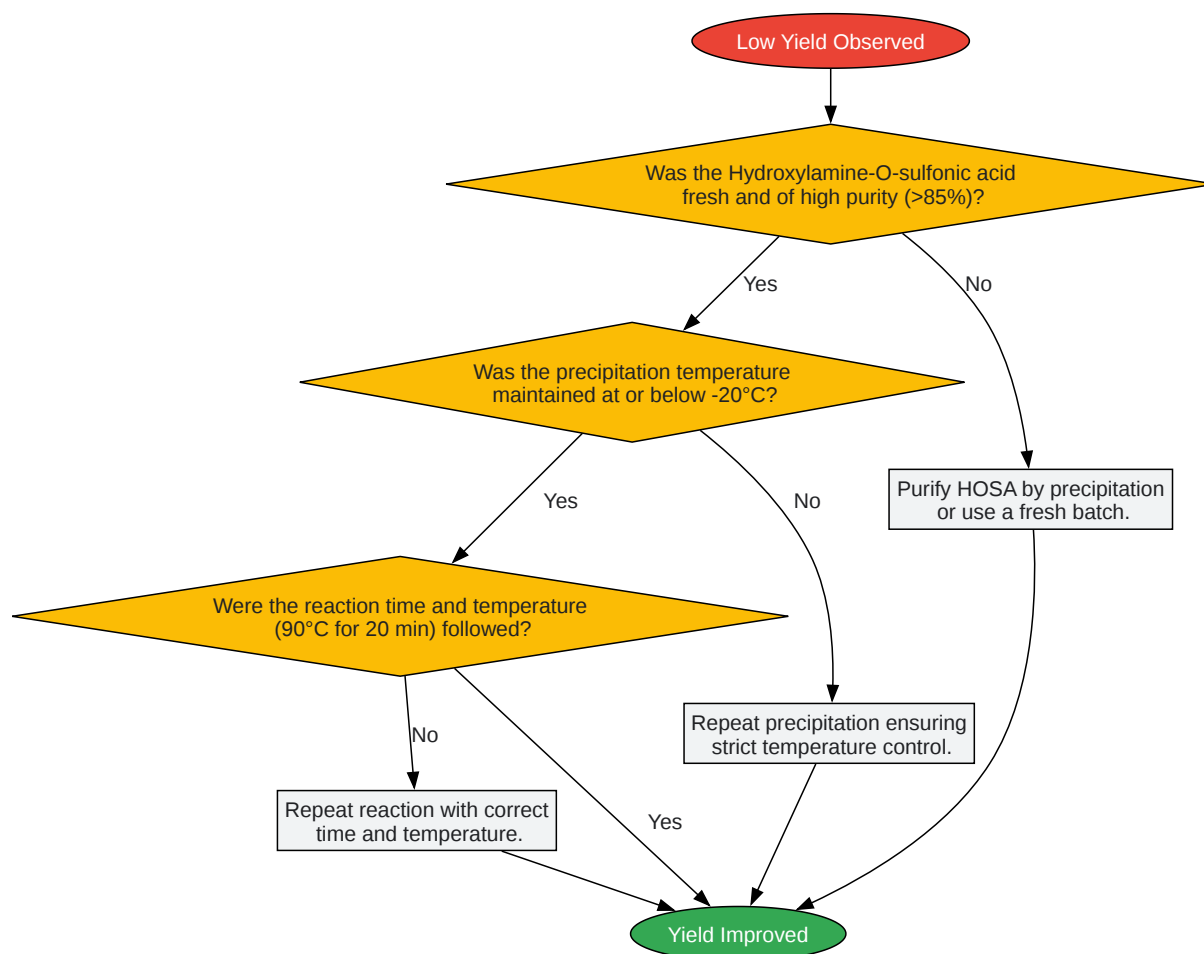 Low Yield Observed
Was the Hydroxylamine-O-sulfonic acid
fresh and of high purity (>85%)?
Yes
No
Was the precipitation temperature
maintained at or below -20°C?
Purify HOSA by precipitation
or use a fresh batch.
Yes
No
Were the reaction time and temperature
(90°C for 20 min) followed?
Repeat precipitation ensuring
strict temperature control.
No
Repeat reaction with correct
time and temperature.
Yes
Yield Improved